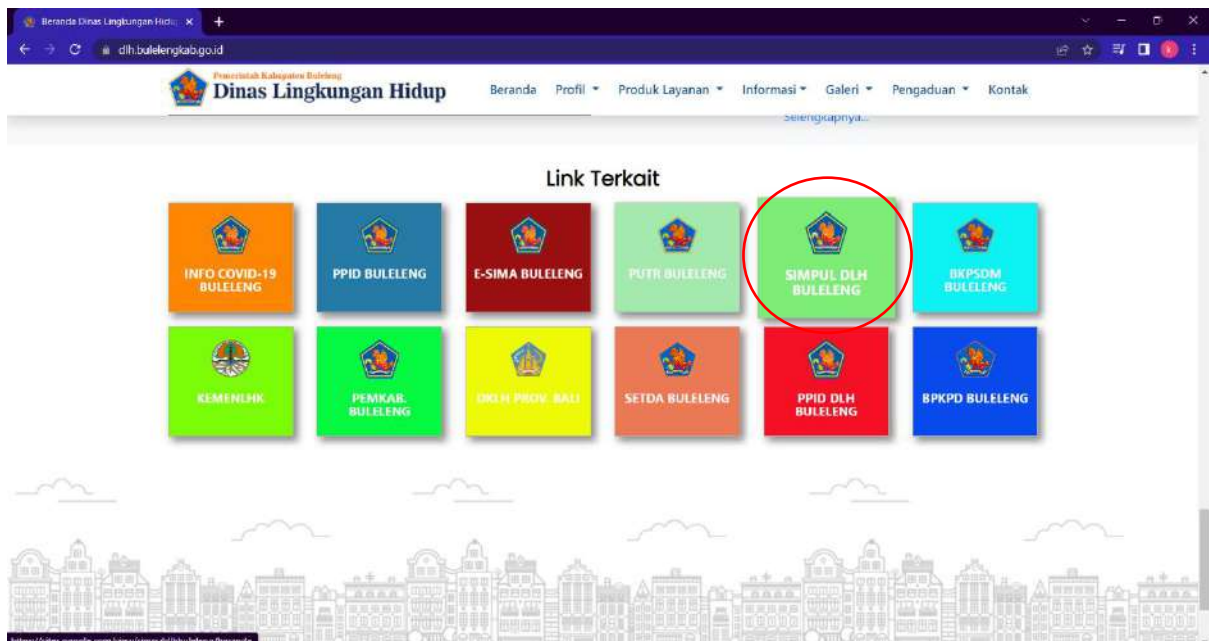 Beranda Dinas Lingkungan Hidu
dlh.bulelengkab.go.id
Pemerintah Kabupaten Buleleng
Dinas Lingkungan Hidup
Beranda Profil Produk Layanan Informasi Galeri Pengaduan Kontak
Selengkapnya...
Link Terkait
INFO COVID-19
BULELENG
PPID BULELENG
E-SIMA BULELENG
PUTR BULELENG
SIMPUL DLH
BULELENG
BKPSDM
BULELENG
KEMENLHK
PEMKAB.
BULELENG
DKLH PROV. BALI
SETDA BULELENG
PPID DLH
BULELENG
BPKPD BULELENG